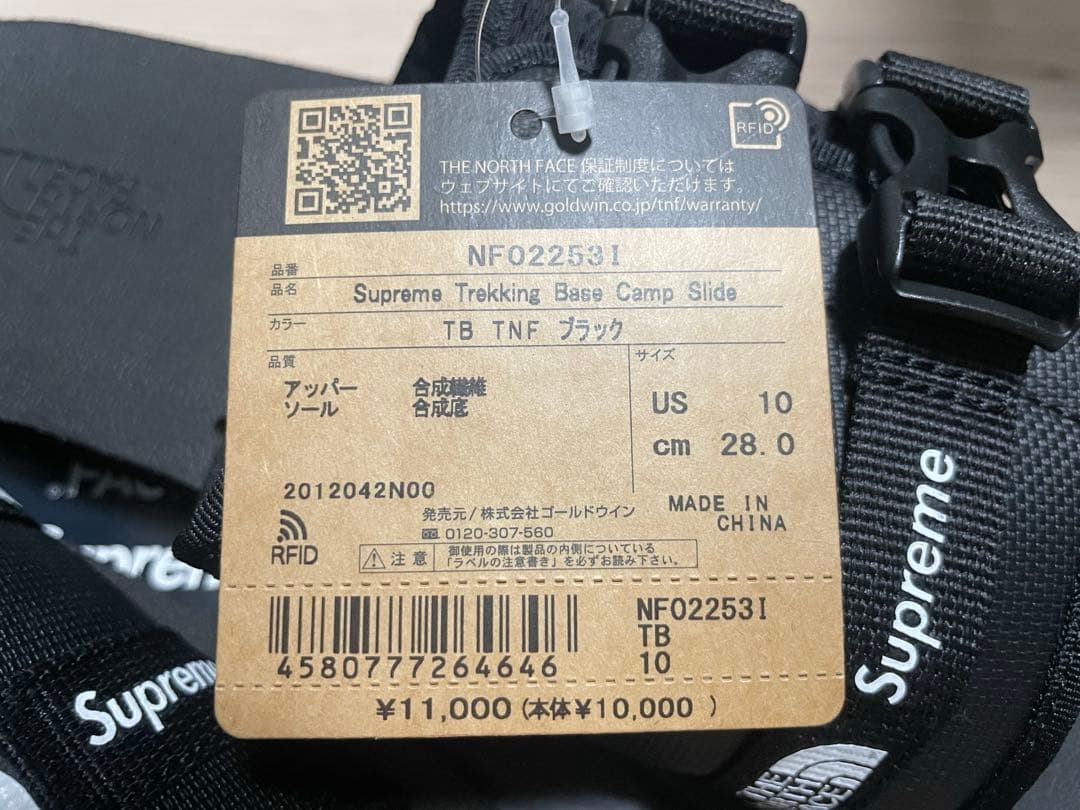 RFID
THE NORTH FACE 保証制度については
ウェブサイトにてご確認いただけます。
https://www.goldwin.co.jp/tnf/warranty/
品番 NF02253I
品名 Supreme Trekking Base Camp Slide
カラー TB TNF ブラック
品質
アッパー 合成繊維
ソール 合成底
サイズ
US 10
cm 28.0
2012042N00
RFID
発売元/株式会社ゴールドウイン
0120-307-560
MADE IN
CHINA
注意
御使用の際は製品の内側についている
「ラベルの注意書き」を必ずお読み下さい。
4580777264646
NF02253I
TB
10
¥11,000 (本体¥10,000 )
THE
NORTH
FACE
Supreme
Supreme
Supreme
THE
NORTH
FACE